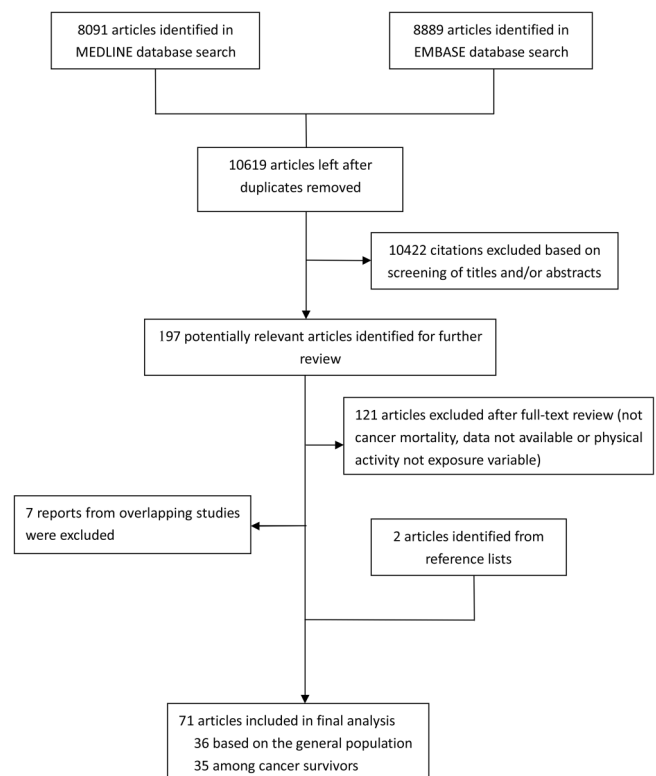 8091 articles identified in
MEDLINE database search
8889 articles identified in
EMBASE database search
10619 articles left after
duplicates removed
10422 citations excluded based on
screening of titles and/or abstracts
197 potentially relevant articles identified for further
review
121 articles excluded after full-text review (not
cancer mortality, data not available or physical
activity not exposure variable)
7 reports from overlapping studies
were excluded
2 articles identified from
reference lists
71 articles included in final analysis
36 based on the general population
35 among cancer survivors